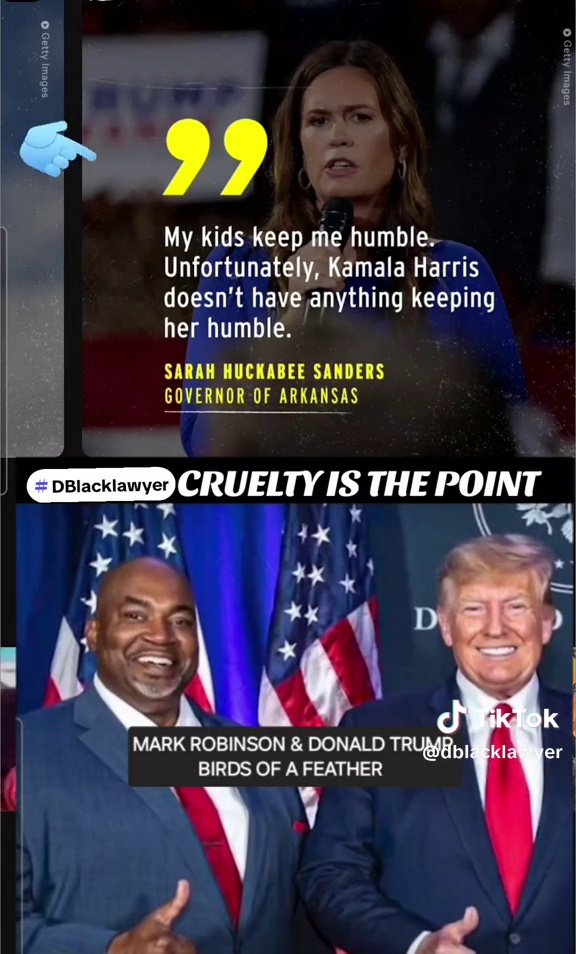 Getty Images
Getty Images
”
My kids keep me humble.
Unfortunately, Kamala Harris
doesn't have anything keeping
her humble.
SARAH HUCKABEE SANDERS
GOVERNOR OF ARKANSAS
# DBlacklawyer CRUELTY IS THE POINT
D
MARK ROBINSON & DONALD TRUMP
BIRDS OF A FEATHER
TikTok
@dblacklawyer